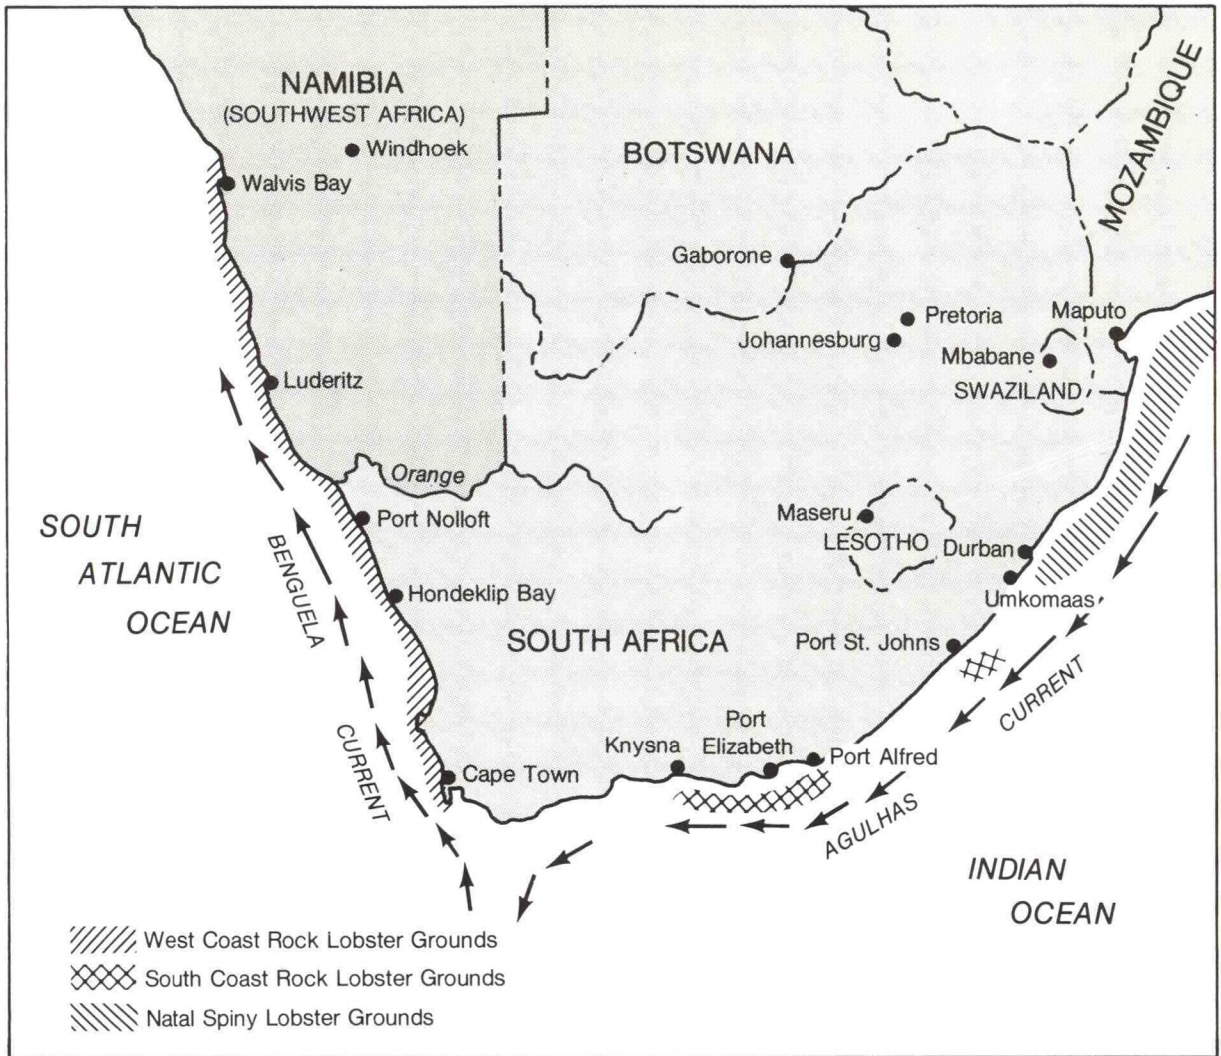 NAMIBIA
(SOUTHWEST AFRICA)
Windhoek
Walvis Bay
BOTSWANA
MOZAMBIQUE
Gaborone
Pretoria
Johannesburg
Maputo
Mbabane
SWAZILAND
Luderitz
Orange
Port Nolloft
Maseru
LESOTHO
Durban
Umkomaas
SOUTH
ATLANTIC
OCEAN
BENGUELA
CURRENT
Hondeklip Bay
SOUTH AFRICA
Port St. Johns
CURRENT
Port
Elizabeth
Knysna
Port Alfred
Cape Town
AGULHAS
INDIAN
OCEAN
West Coast Rock Lobster Grounds
South Coast Rock Lobster Grounds
Natal Spiny Lobster Grounds